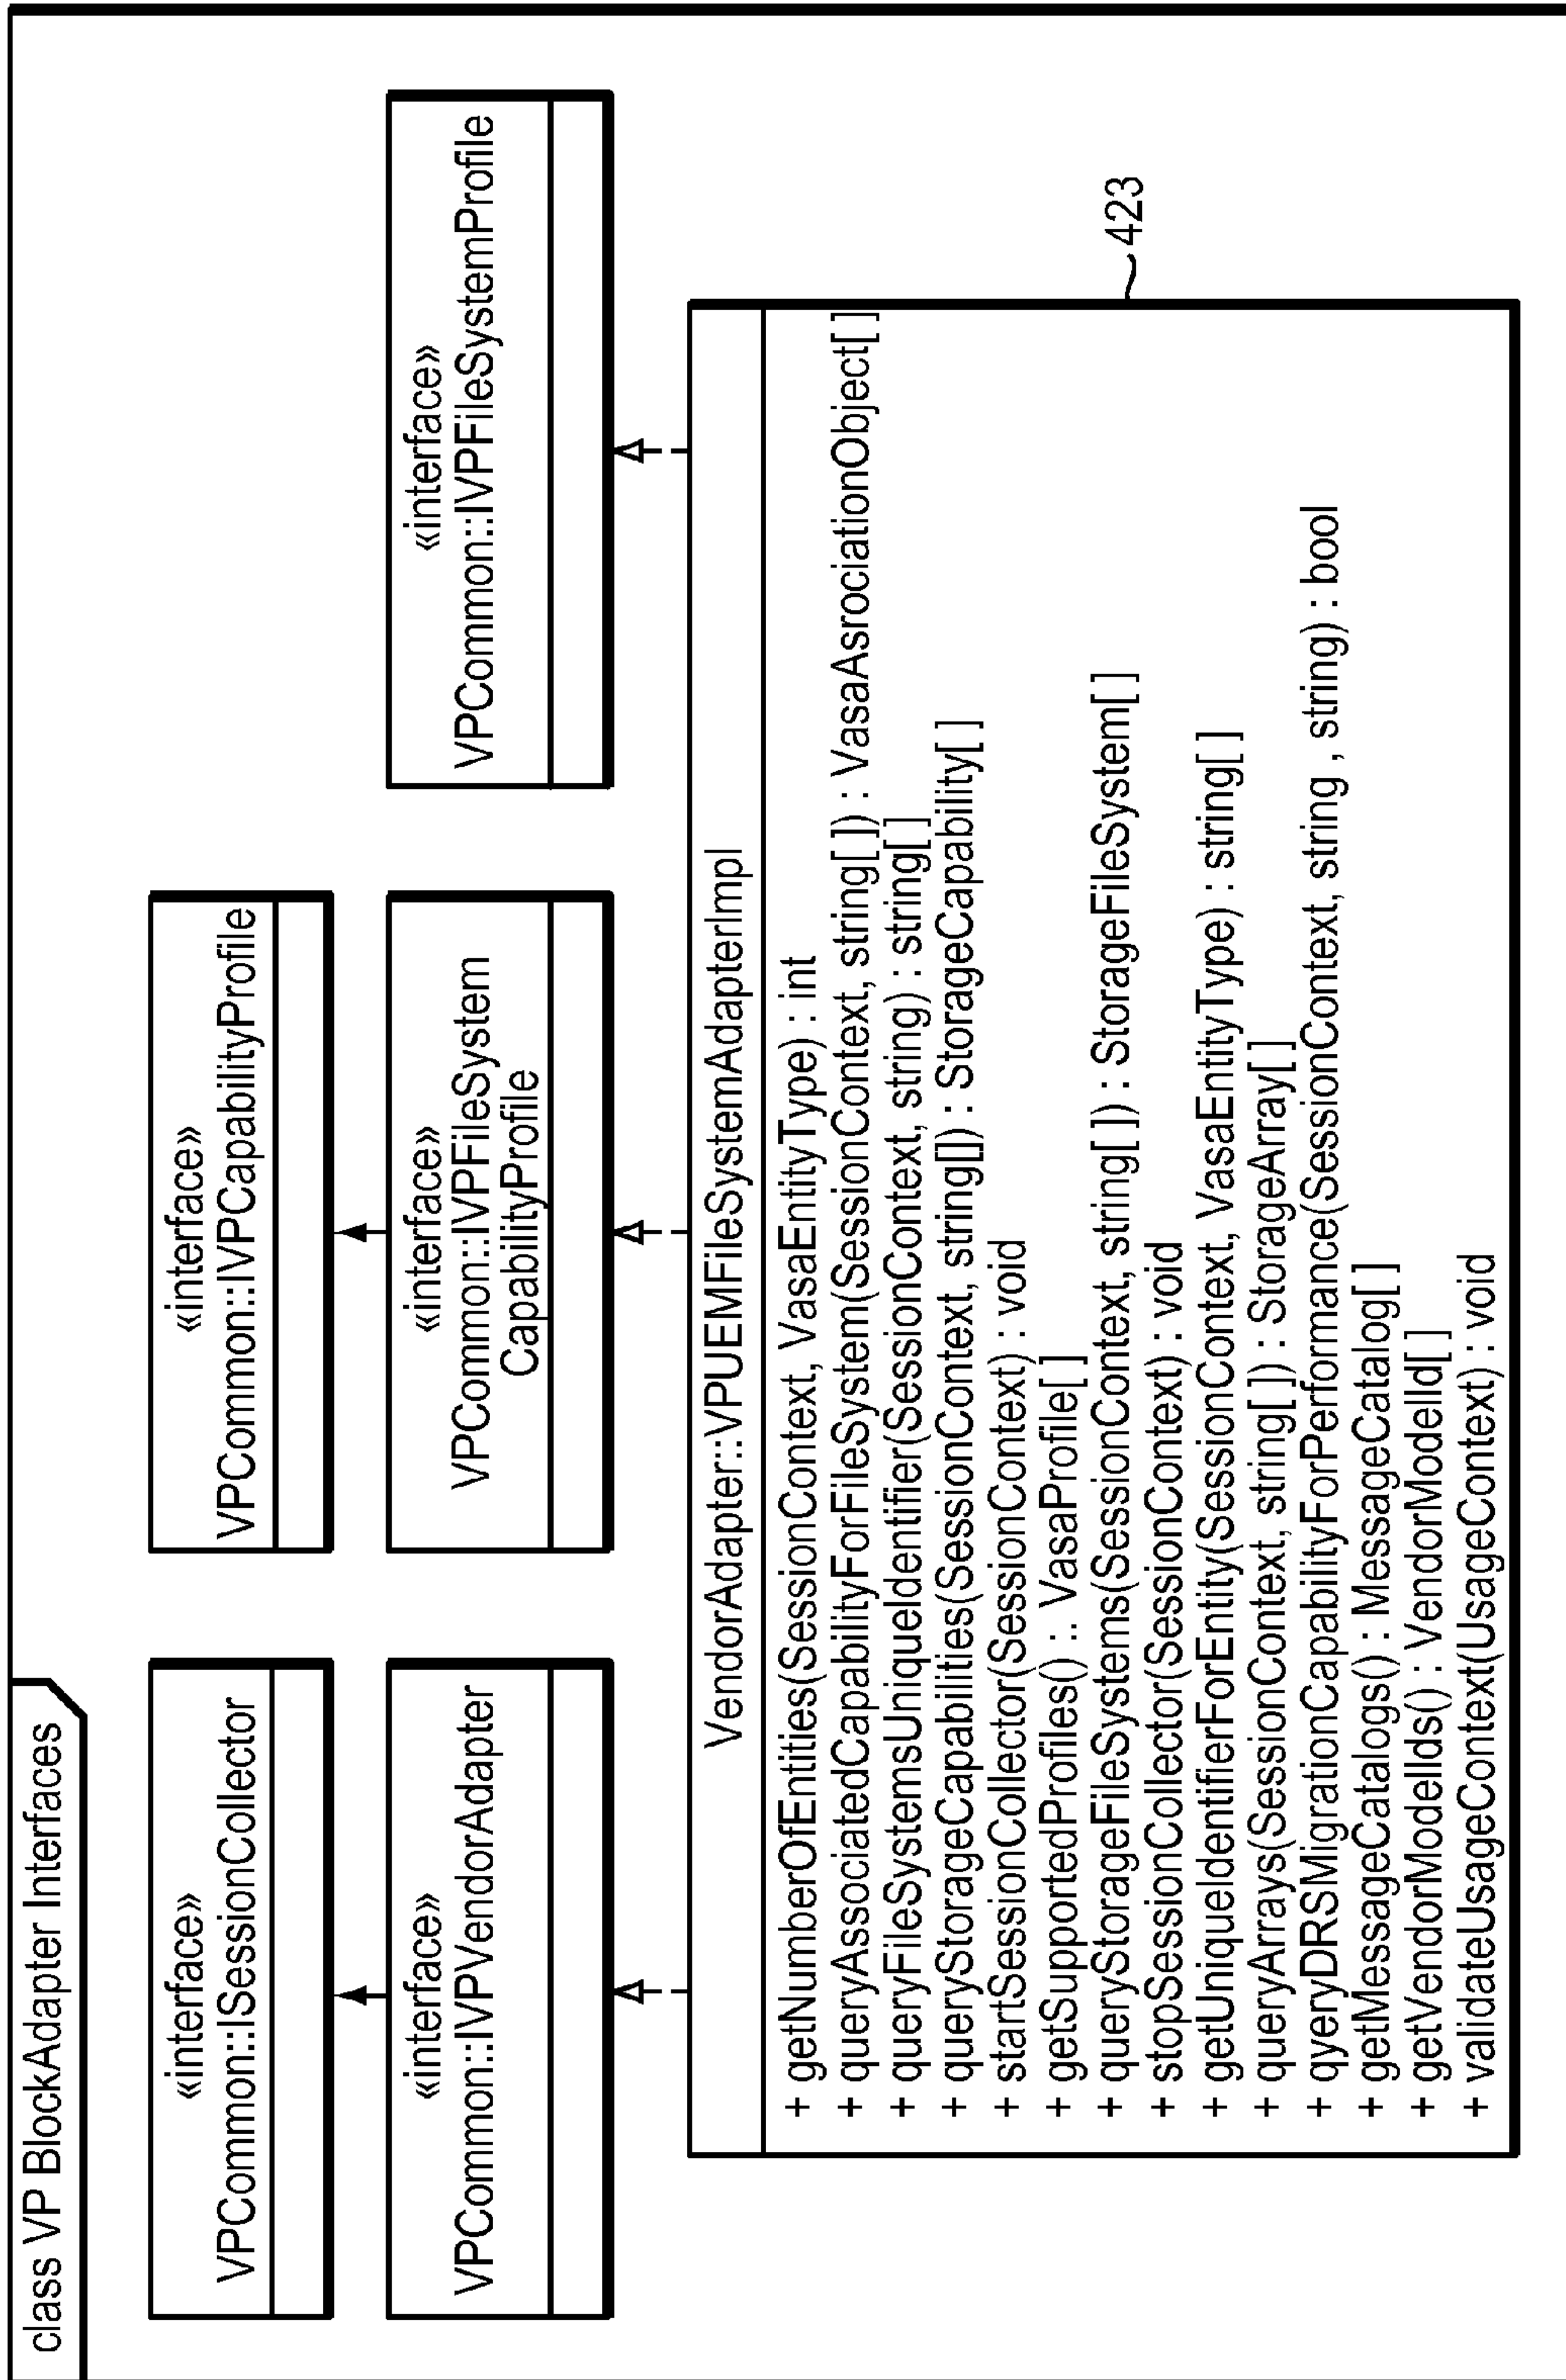 class VP BlockAdapter Interfaces
«interface»
VPCommon::ISessionCollector
«interface»
VPCommon::IVPCapabilityProfile
«interface»
VPCommon::IVPVendorAdapter
«interface»
VPCommon::IVPFileSystem
CapabilityProfile
«interface»
VPCommon::IVPFileSystemProfile
VendorAdapter::VPUEMFileSystemAdapterImpl
+ getNumberOfEntities(SessionContext, VasaEntityType) : int
+ queryAssociatedCapabilityForFileSystem(SessionContext, string[ ]) : VasaAsrociationObject[ ]
+ queryFileSystemsUniqueIdentifier(SessionContext, string) : string[ ]
+ queryStorageCapabilities(SessionContext, string[]) : StorageCapability[ ]
+ startSessionCollector(SessionContext) : void
+ getSupportedProfiles() :. VasaProfile[ ]
+ queryStorageFileSystems(SessionContext, string[ ]) : StorageFileSystem[ ]
+ stopSessionCollector(SessionContext) : void
+ getUniqueIdentifierForEntity(SessionContext, VasaEntityType) : string[ ]
+ queryArrays(SessionContext, string[ ]) : StorageArray[ ]
+ qyeryDRSMigrationCapabilityForPerformance(SessionContext, string , string) : bool
+ getMessageCatalogs() : MessageCatalog[ ]
+ getVendorModelIds() : VendorModelId[ ]
+ validateUsageContext(UsageContext) : void
423